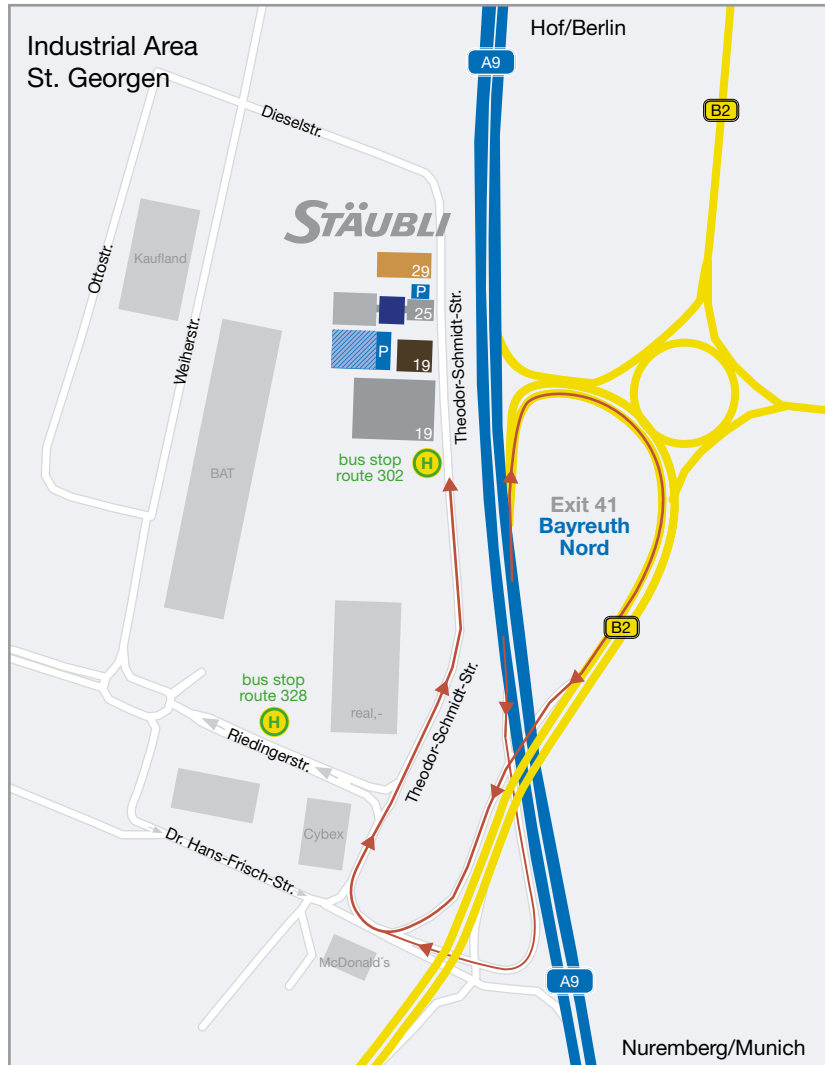 Industrial Area
St. Georgen
Hof/Berlin
A9
B2
Dieselstr.
STÄUBLI
Kaufland
Ottostr.
29
P
25
Weiherstr.
P
19
Theodor-Schmidt-Str.
19
bus stop
route 302
H
BAT
Exit 41
Bayreuth
Nord
B2
bus stop
route 328
H
real,-
Riedingerstr.
Theodor-Schmidt-Str.
Cybex
Dr. Hans-Frisch-Str.
McDonald´s
A9
Nuremberg/Munich